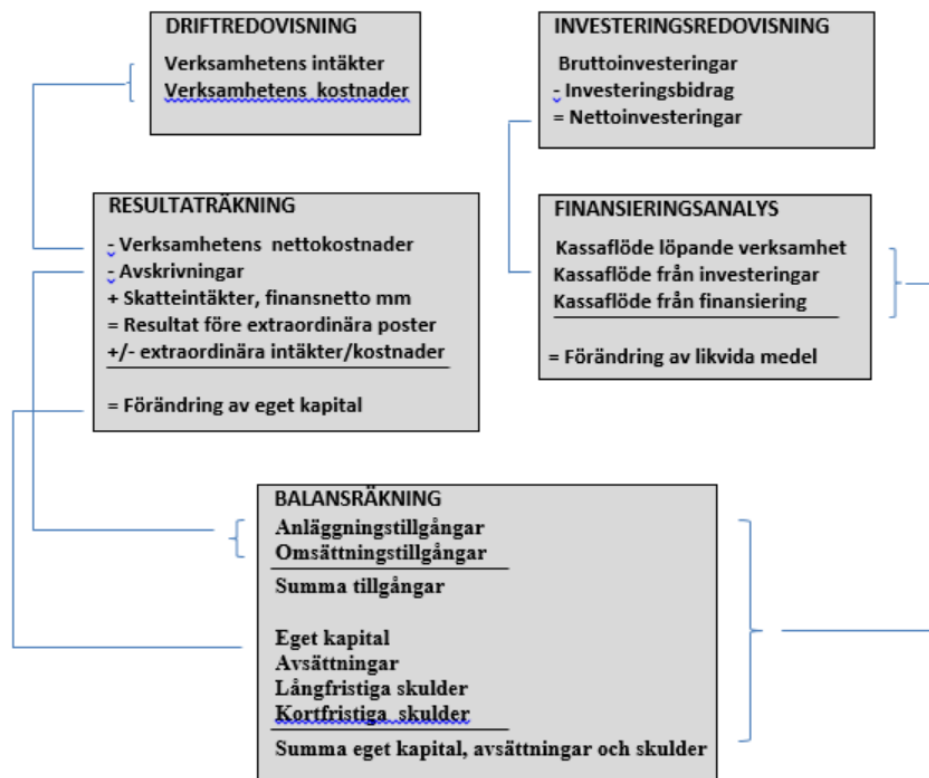 DRIFTREDOVISNING
Verksamhetens intäkter
Verksamhetens kostnader
INVESTERINGSREDOVISNING
Bruttoinvesteringar
- Investeringsbidrag
= Nettoinvesteringar
RESULTATRÄKNING
- Verksamhetens nettokostnader
- Avskrivningar
+ Skatteintäkter, finansnetto mm
= Resultat före extraordinära poster
+/- extraordinära intäkter/kostnader
= Förändring av eget kapital
FINANSIERINGSANALYS
Kassaflöde löpande verksamhet
Kassaflöde från investeringar
Kassaflöde från finansiering
= Förändring av likvida medel
BALANSRÄKNING
Anläggningstillgångar
Omsättningstillgångar
Summa tillgångar
Eget kapital
Avsättningar
Långfristiga skulder
Kortfristiga skulder
Summa eget kapital, avsättningar och skulder